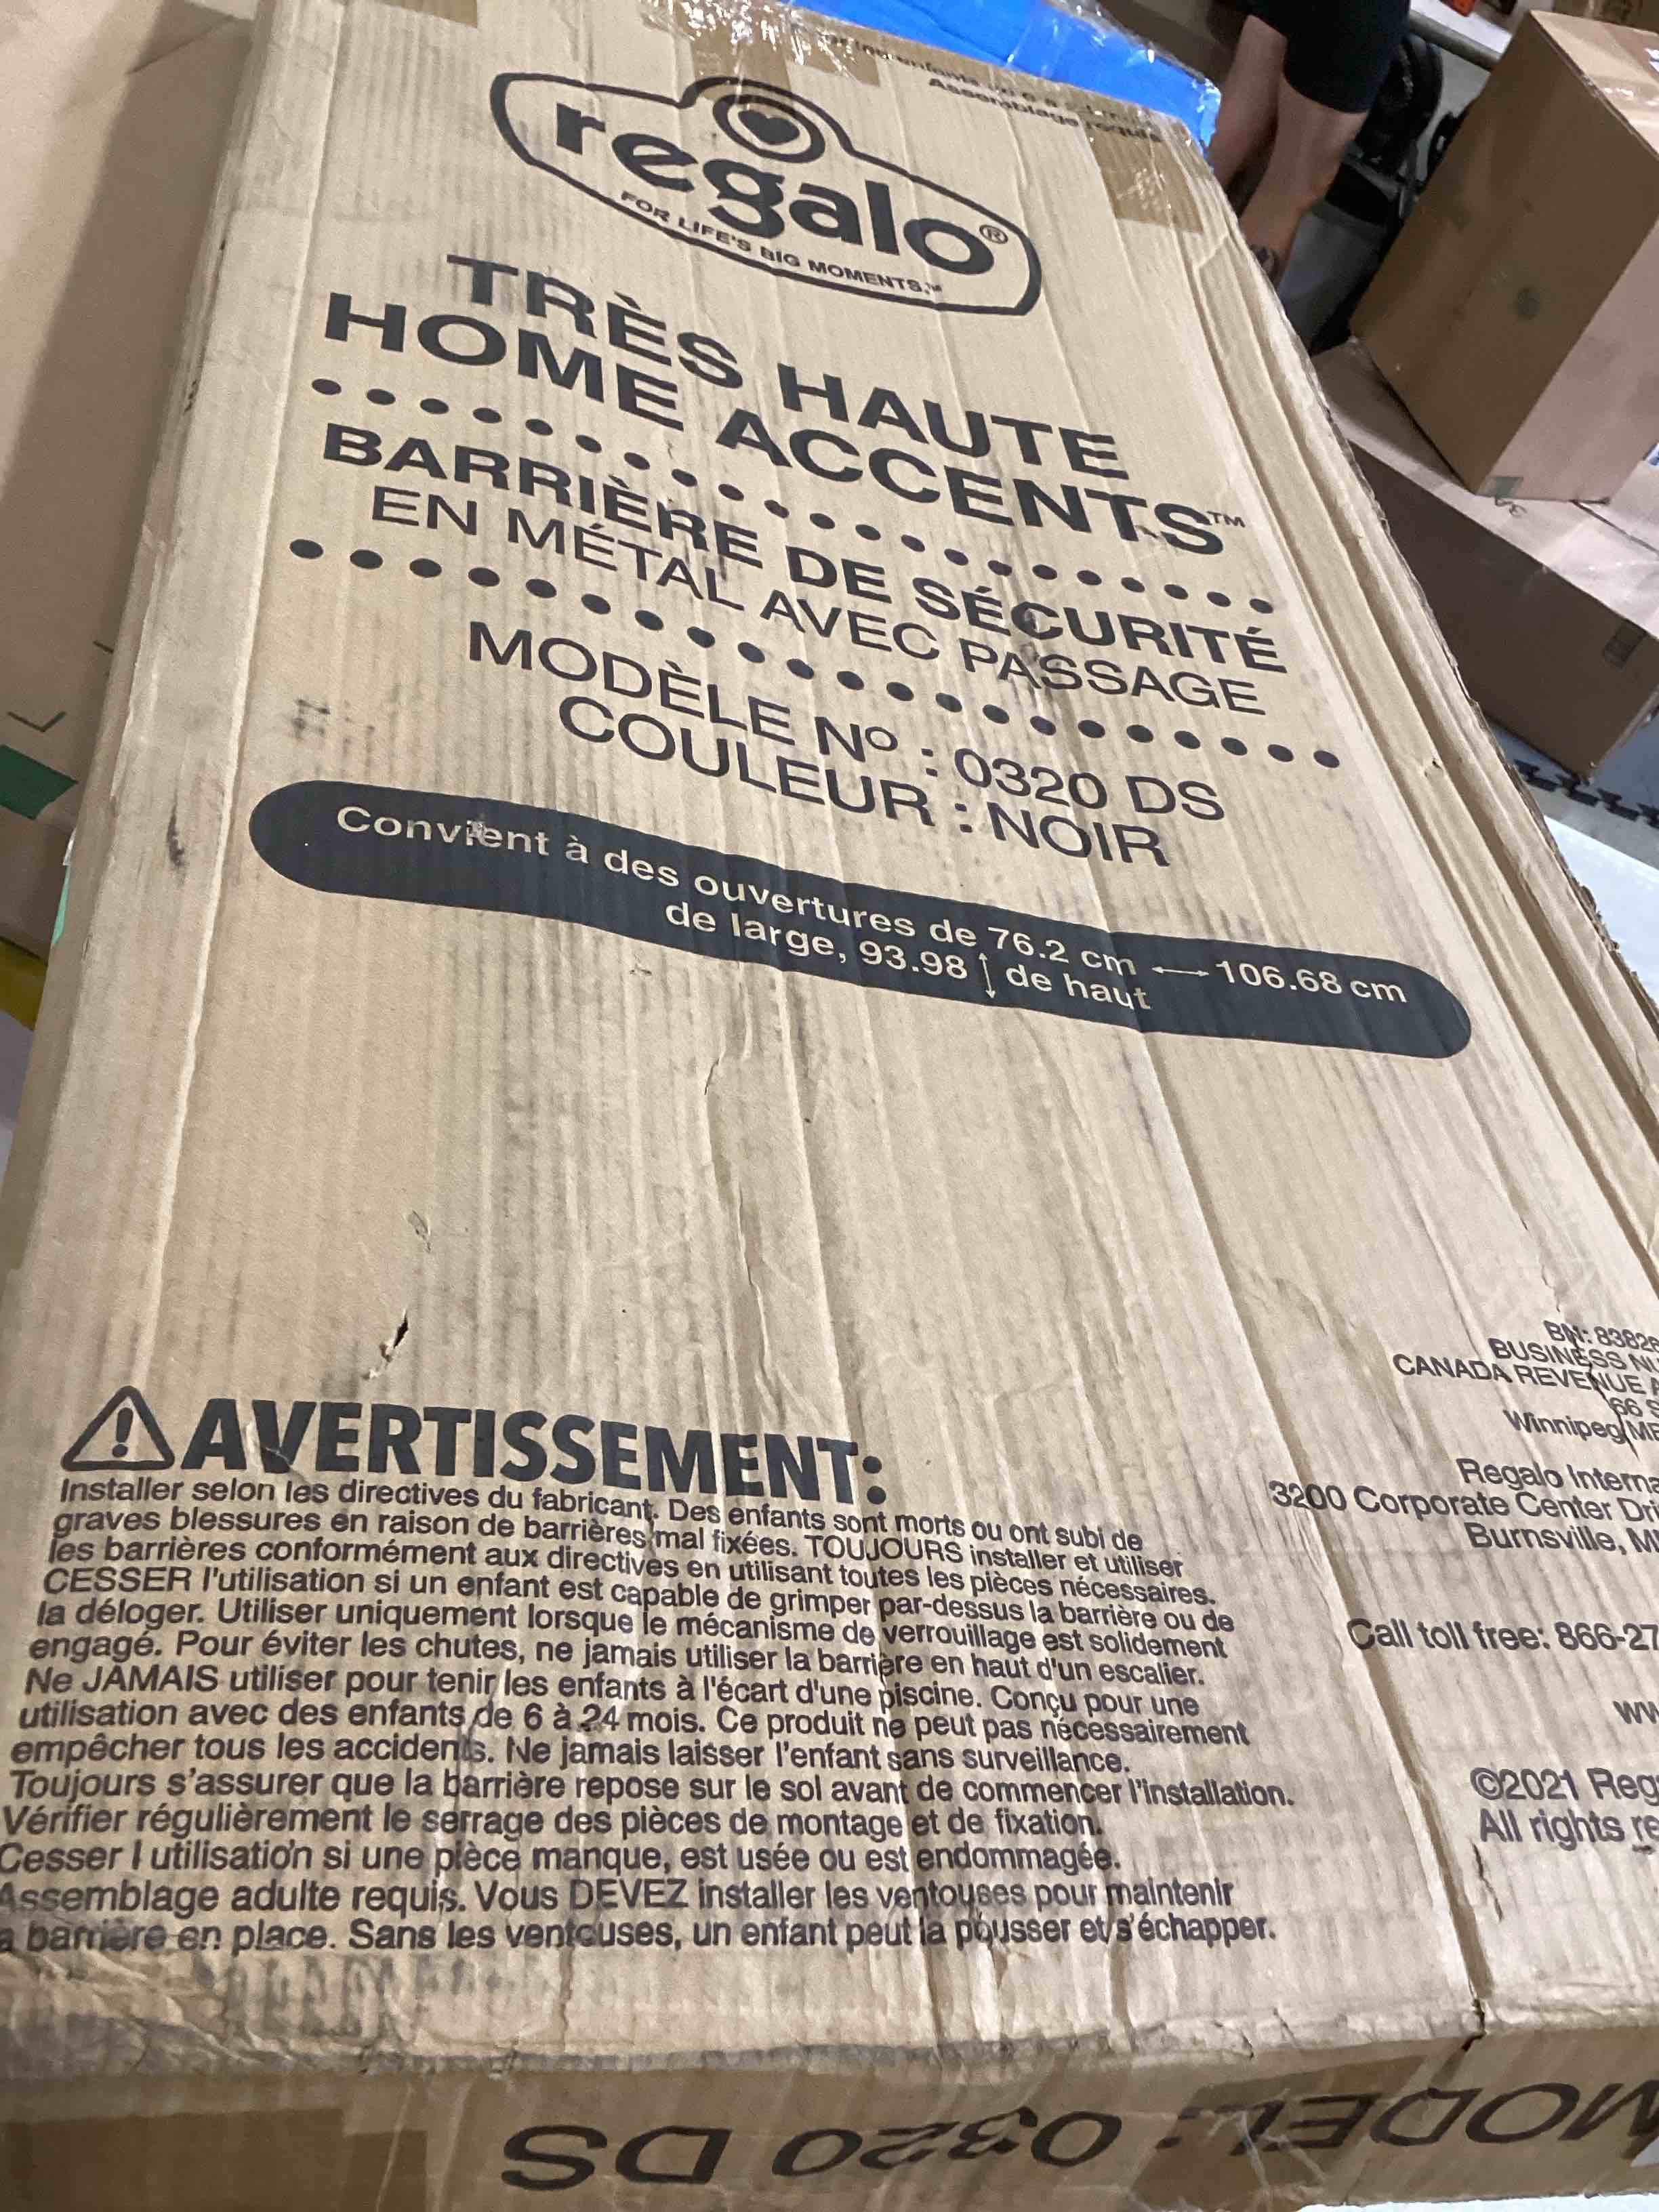 Assemblage requis
regalo®
FOR LIFE'S BIG MOMENTS.™
TRÈS HAUTE
HOME ACCENTS™
BARRIÈRE DE SÉCURITÉ
EN MÉTAL AVEC PASSAGE
MODÈLE Nº : 0320 DS
COULEUR : NOIR
Convient à des ouvertures de 76.2 cm ↔ 106.68 cm
de large, 93.98 ↕ de haut
BN: 8382
BUSINESS
CANADA REVENUE
66
Winnipeg
Regalo
3200 Corporate Center
Burnsville,
Call toll free: 866-27
©2021
All rights
AVERTISSEMENT:
Installer selon les directives du fabricant. Des enfants sont morts ou ont subi de
graves blessures en raison de barrières mal fixées. TOUJOURS installer et utiliser
les barrières conformément aux directives en utilisant toutes les pièces nécessaires.
CESSER l'utilisation si un enfant est capable de grimper par-dessus la barrière ou de
la déloger. Utiliser uniquement lorsque le mécanisme de verrouillage est solidement
engagé. Pour éviter les chutes, ne jamais utiliser la barrière en haut d'un escalier.
Ne JAMAIS utiliser pour tenir les enfants à l'écart d'une piscine. Conçu pour une
utilisation avec des enfants de 6 à 24 mois. Ce produit ne peut pas nécessairement
empêcher tous les accidents. Ne jamais laisser l'enfant sans surveillance.
Toujours s'assurer que la barrière repose sur le sol avant de commencer l'installation.
Vérifier régulièrement le serrage des pièces de montage et de fixation.
Cesser l'utilisation si une pièce manque, est usée ou est endommagée.
Assemblage adulte requis. Vous DEVEZ installer les ventouses pour maintenir
a barrière en place. Sans les ventouses, un enfant peut la pousser et s'échapper.
MODEL: 0320 DS